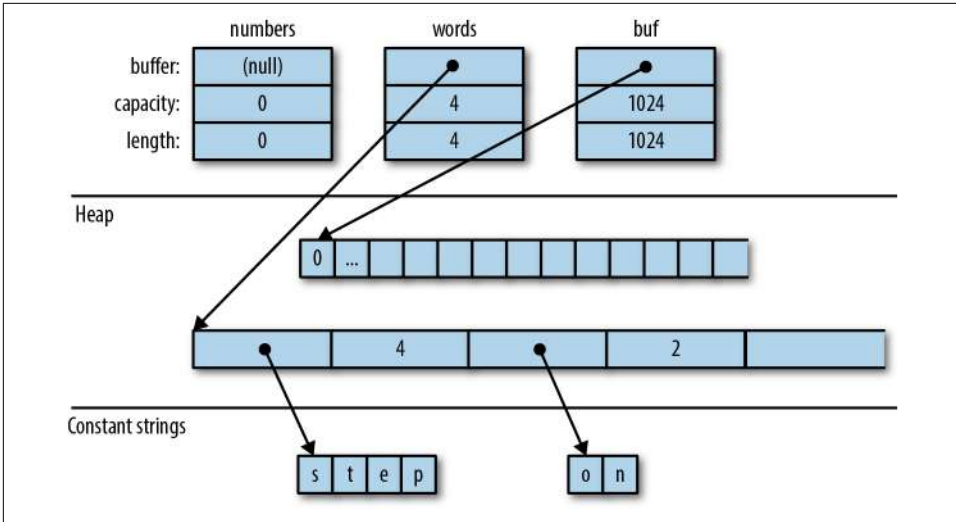 numbers words buf
buffer: (null)
capacity: 0 4 1024
length: 0 4 1024
Heap
0 ...
4 2
Constant strings
s t e p o n